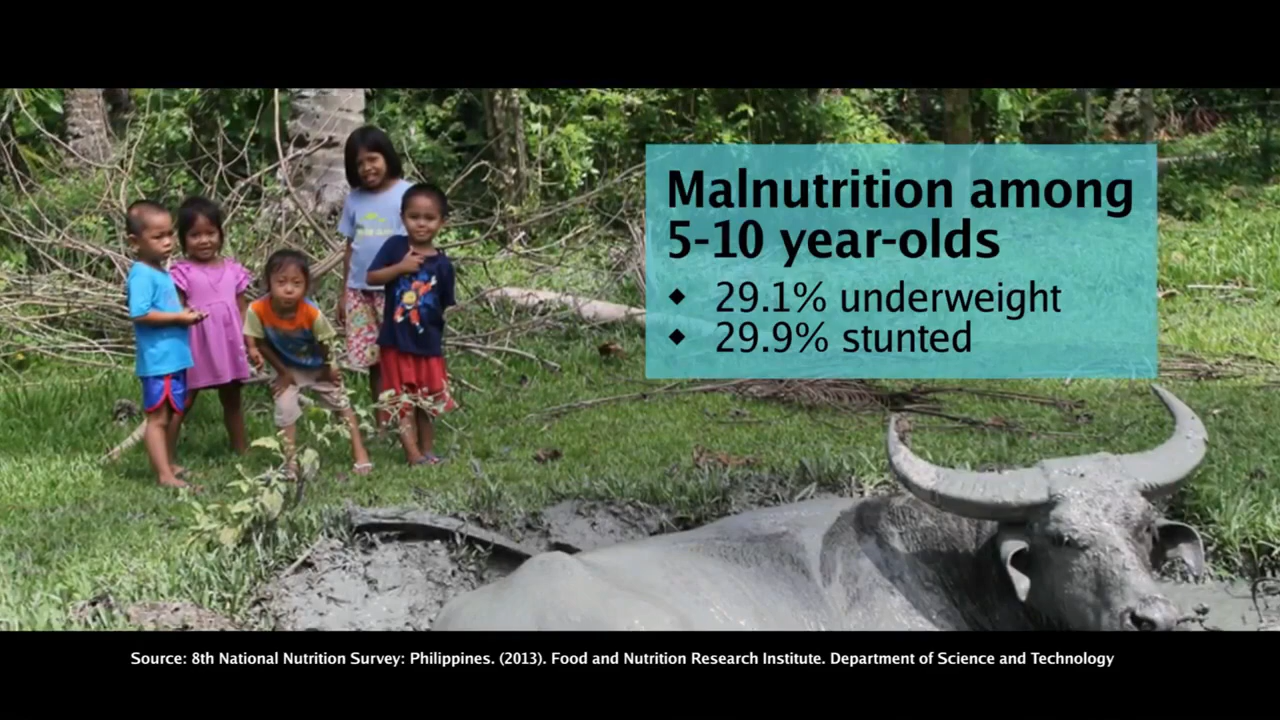 Malnutrition among
5-10 year-olds
◆ 29.1% underweight
◆ 29.9% stunted
Source: 8th National Nutrition Survey: Philippines. (2013). Food and Nutrition Research Institute. Department of Science and Technology